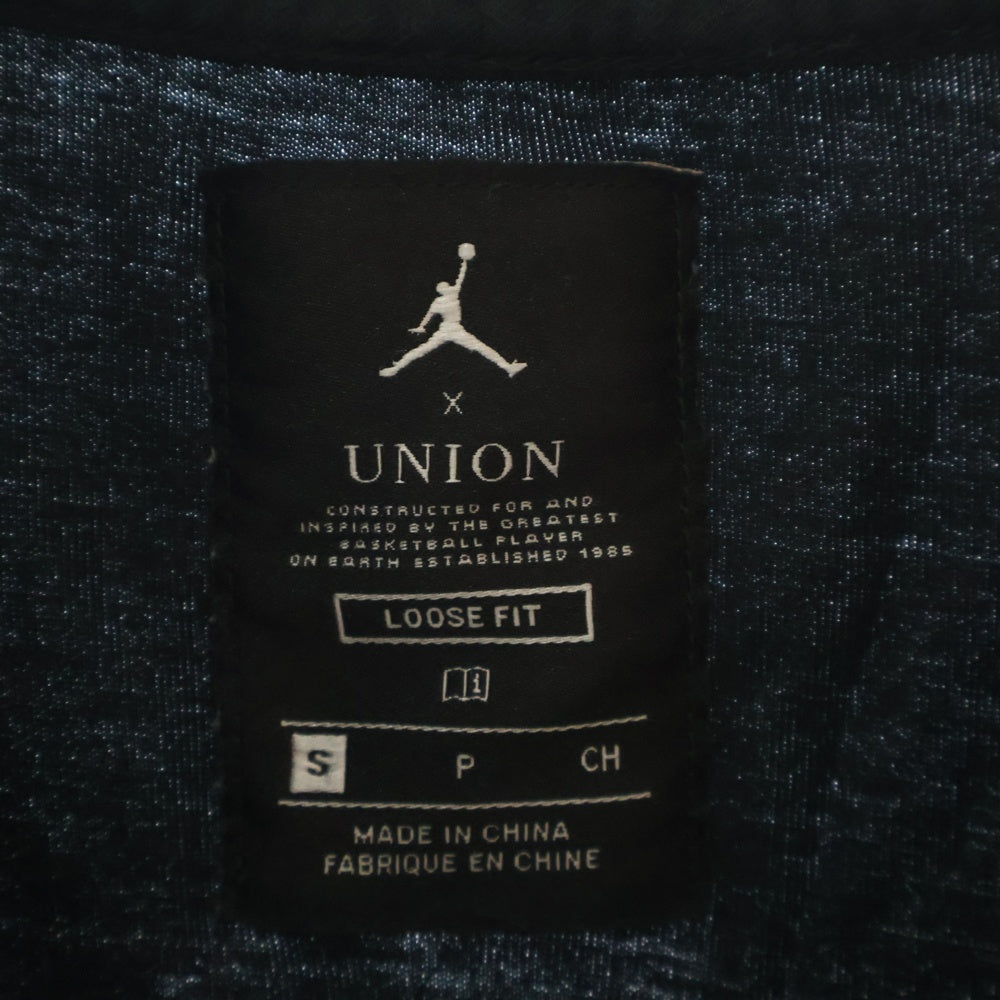 X
UNION
CONSTRUCTED FOR AND
INSPIRED BY THE GREATEST
BASKETBALL PLAYER
ON EARTH ESTABLISHED 1985
LOOSE FIT
i
S P CH
MADE IN CHINA
FABRIQUE EN CHINE